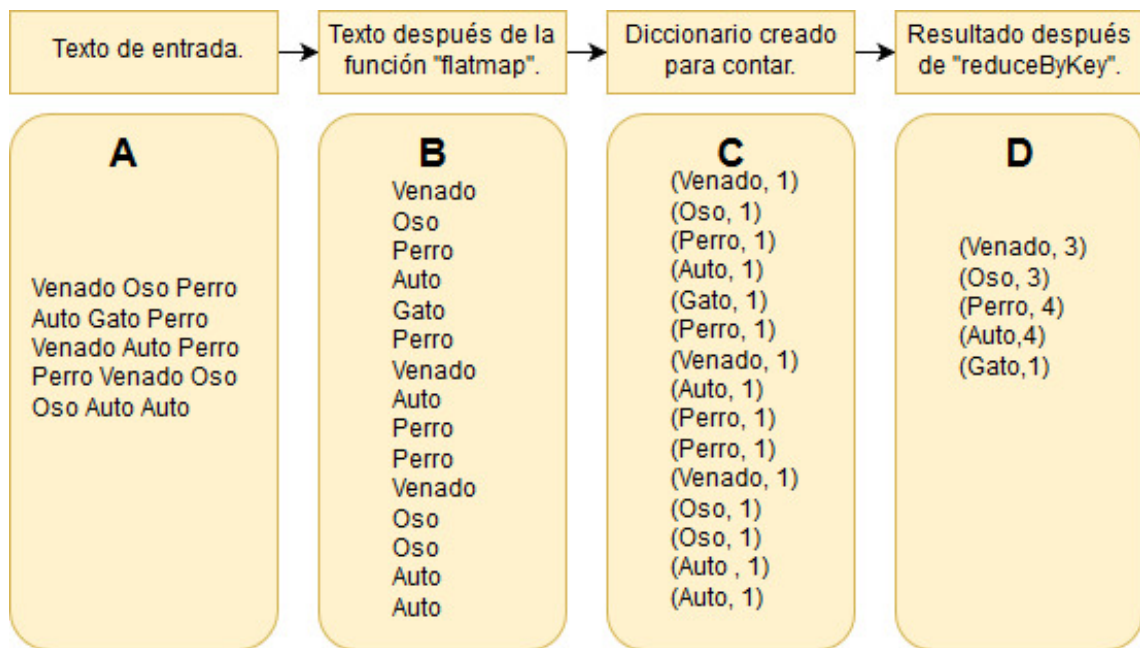 Texto de entrada.
Texto después de la
función "flatmap".
Diccionario creado
para contar.
Resultado después
de "reduceByKey".
A
Venado Oso Perro
Auto Gato Perro
Venado Auto Perro
Perro Venado Oso
Oso Auto Auto
B
Venado
Oso
Perro
Auto
Gato
Perro
Venado
Auto
Perro
Perro
Venado
Oso
Oso
Auto
Auto
C
(Venado, 1)
(Oso, 1)
(Perro, 1)
(Auto, 1)
(Gato, 1)
(Perro, 1)
(Venado, 1)
(Auto, 1)
(Perro, 1)
(Perro, 1)
(Venado, 1)
(Oso, 1)
(Oso, 1)
(Auto , 1)
(Auto, 1)
D
(Venado, 3)
(Oso, 3)
(Perro, 4)
(Auto,4)
(Gato,1)